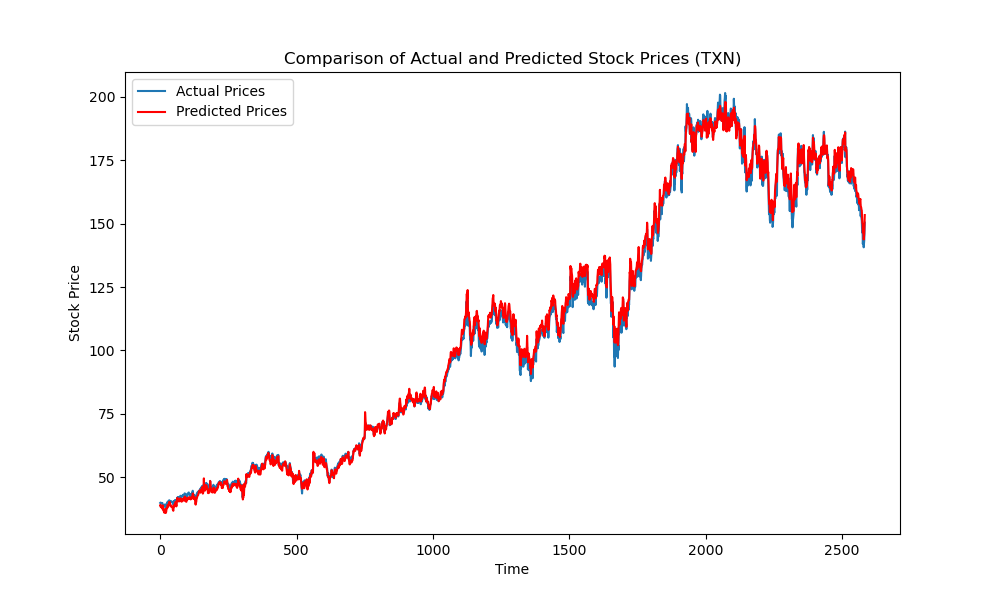 Comparison of Actual and Predicted Stock Prices (TXN)
Actual Prices
Predicted Prices
200
175
150
125
100
75
50
Stock Price
0
500
1000
1500
2000
2500
Time